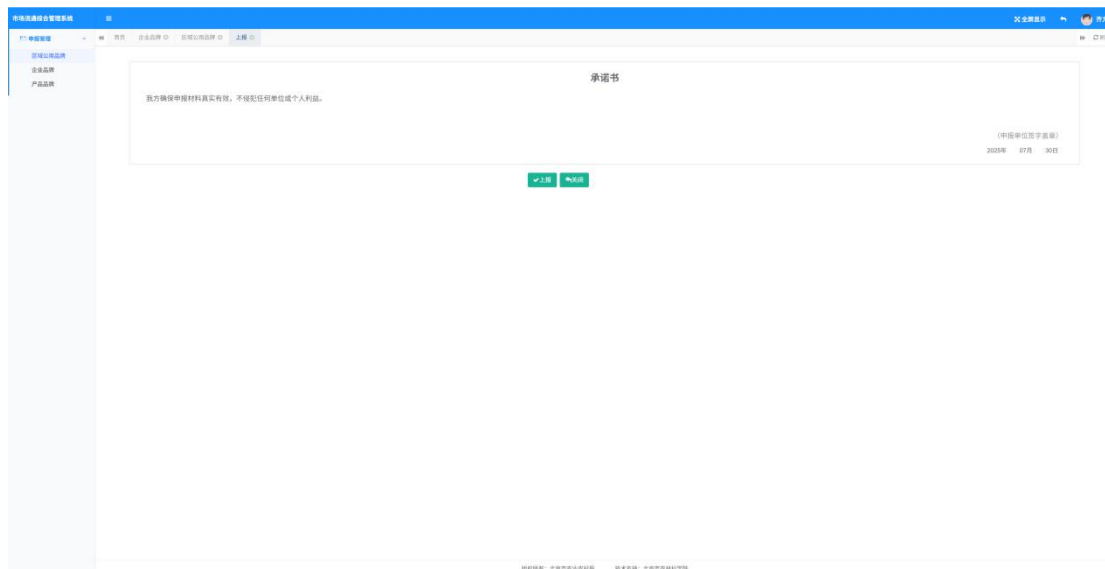 市场流通综合管理系统
全屏显示
申报管理
首页 企业品牌 区域公用品牌 上报
区域公用品牌
企业品牌
产品品牌
承诺书
我方确保申报材料真实有效，不侵犯任何单位或个人利益。
（申报单位签字盖章）
2025年 07月 30日
上报 关闭